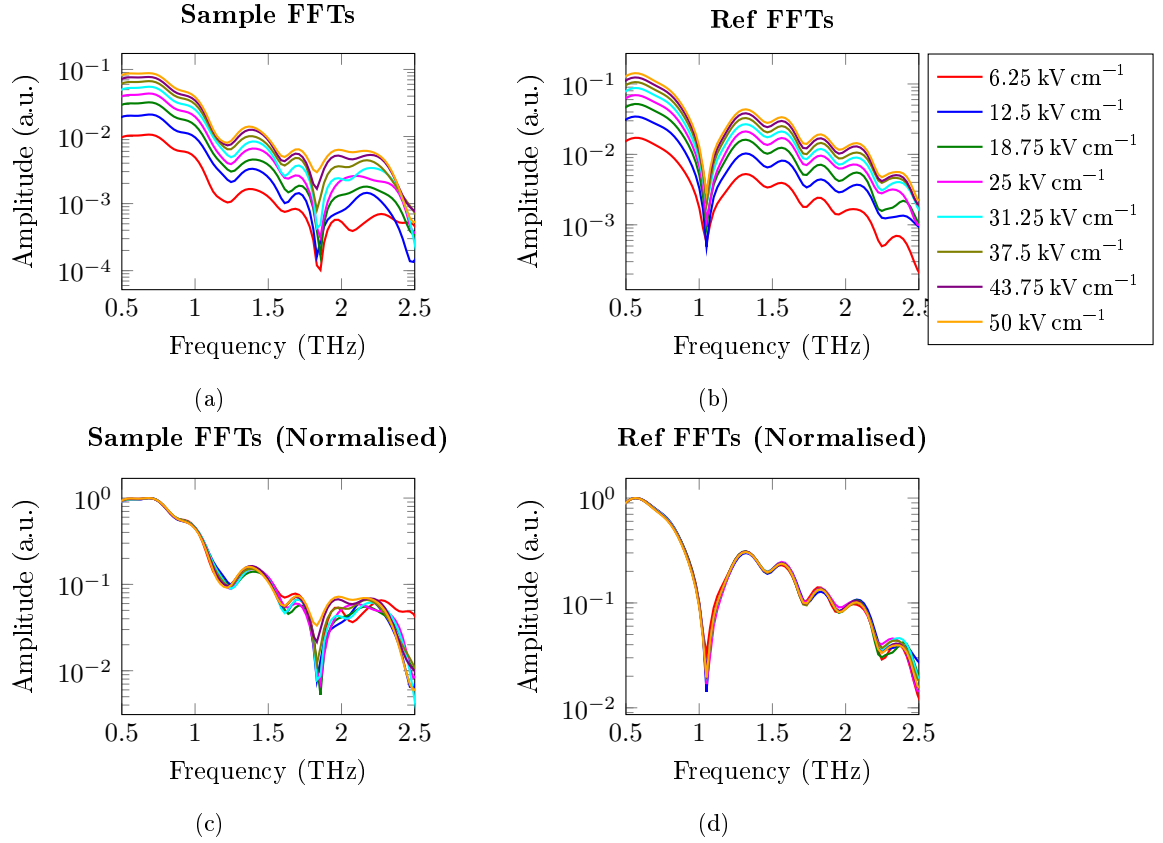 Sample FFTs
10⁻¹
10⁻²
10⁻³
10⁻⁴
Amplitude (a.u.)
0.5 1 1.5 2 2.5
Frequency (THz)
(a)
Ref FFTs
10⁻¹
10⁻²
10⁻³
Amplitude (a.u.)
0.5 1 1.5 2 2.5
Frequency (THz)
(b)
6.25 kV cm⁻¹
12.5 kV cm⁻¹
18.75 kV cm⁻¹
25 kV cm⁻¹
31.25 kV cm⁻¹
37.5 kV cm⁻¹
43.75 kV cm⁻¹
50 kV cm⁻¹
Sample FFTs (Normalised)
10⁰
10⁻¹
10⁻²
Amplitude (a.u.)
0.5 1 1.5 2 2.5
Frequency (THz)
(c)
Ref FFTs (Normalised)
10⁰
10⁻¹
10⁻²
Amplitude (a.u.)
0.5 1 1.5 2 2.5
Frequency (THz)
(d)